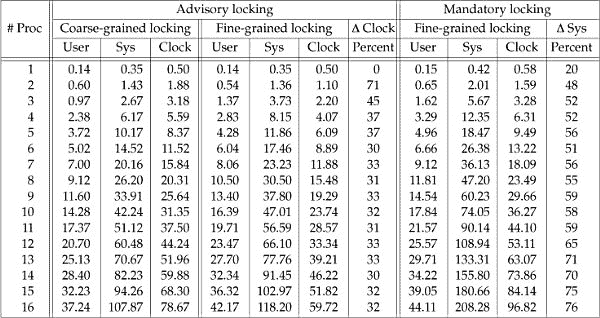 Advisory locking Mandatory locking
# Proc Coarse-grained locking Fine-grained locking Δ Clock Fine-grained locking Δ Sys
User Sys Clock User Sys Clock Percent User Sys Clock Percent
1 0.14 0.35 0.50 0.14 0.35 0.50 0 0.15 0.42 0.58 20
2 0.60 1.43 1.88 0.54 1.36 1.10 71 0.65 2.01 1.59 48
3 0.97 2.67 3.18 1.37 3.73 2.20 45 1.62 5.67 3.28 52
4 2.38 6.17 5.59 2.83 8.15 4.07 37 3.29 12.35 6.31 52
5 3.72 10.17 8.37 4.28 11.86 6.09 37 4.96 18.47 9.49 56
6 5.02 14.52 11.52 6.04 17.46 8.89 30 6.66 26.38 13.22 51
7 7.00 20.16 15.84 8.06 23.23 11.88 33 9.12 36.13 18.09 56
8 9.12 26.20 20.31 10.50 30.50 15.48 31 11.81 47.20 23.49 55
9 11.60 33.91 25.64 13.40 37.80 19.29 33 14.54 60.23 29.66 59
10 14.28 42.24 31.35 16.39 47.01 23.74 32 17.84 74.05 36.27 58
11 17.37 51.12 37.50 19.71 56.59 28.57 31 21.57 90.14 44.10 59
12 20.70 60.48 44.24 23.47 66.10 33.34 33 25.57 108.94 53.11 65
13 25.13 70.67 51.96 27.70 77.76 39.21 33 29.71 133.31 63.07 71
14 28.40 82.23 59.88 32.34 91.45 46.22 30 34.22 155.80 73.86 70
15 32.23 94.26 68.30 36.32 102.97 51.82 32 39.05 180.66 84.14 75
16 37.24 107.87 78.67 42.17 118.20 59.72 32 44.11 208.28 96.82 76